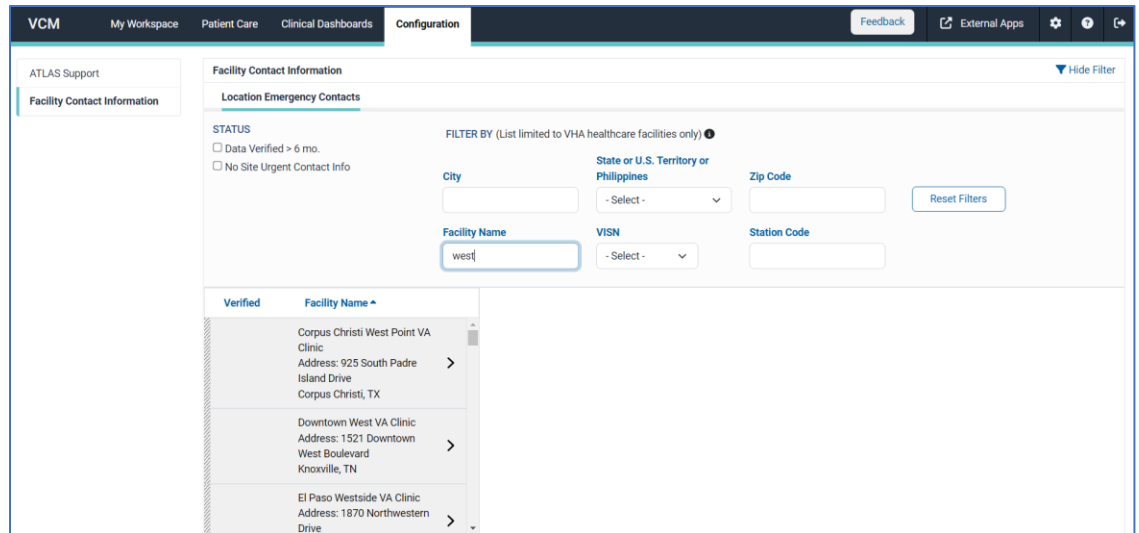 VCM My Workspace Patient Care Clinical Dashboards Configuration Feedback External Apps
ATLAS Support
Facility Contact Information
Facility Contact Information Hide Filter
Location Emergency Contacts
STATUS
Data Verified > 6 mo.
No Site Urgent Contact Info
FILTER BY (List limited to VHA healthcare facilities only)
City
State or U.S. Territory or
Philippines
- Select -
Zip Code
Reset Filters
Facility Name
west
VISN
- Select -
Station Code
Verified Facility Name
Corpus Christi West Point VA
Clinic
Address: 925 South Padre
Island Drive
Corpus Christi, TX
Downtown West VA Clinic
Address: 1521 Downtown
West Boulevard
Knoxville, TN
El Paso Westside VA Clinic
Address: 1870 Northwestern
Drive